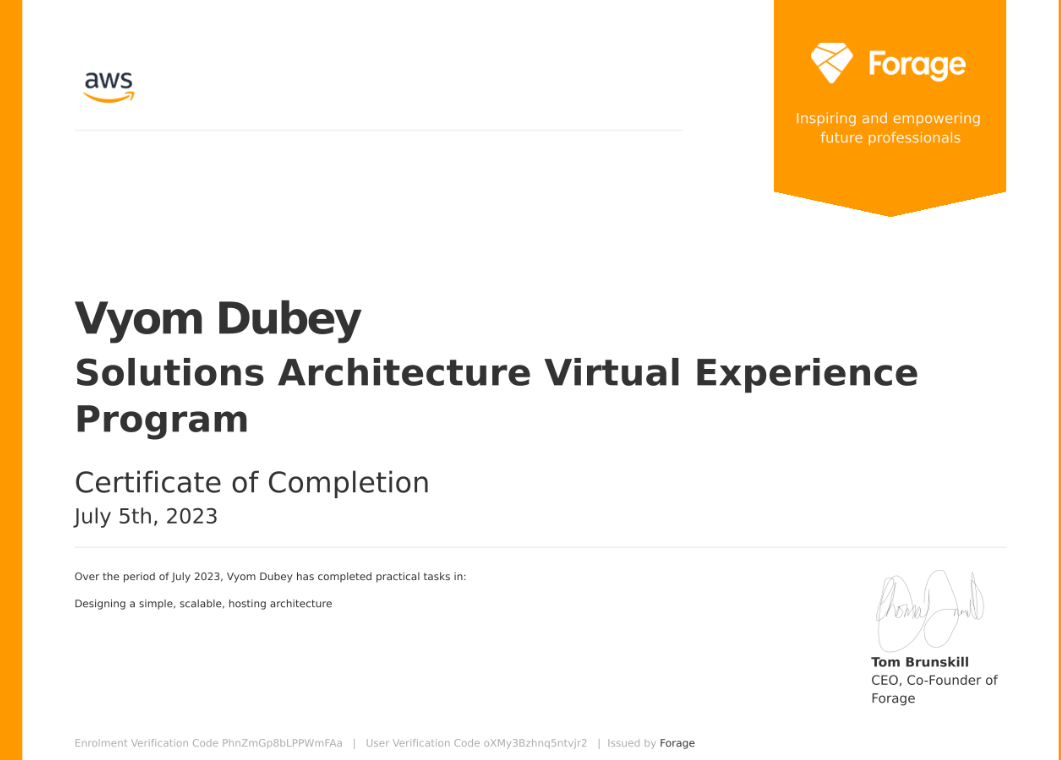 aws
Forage
Inspiring and empowering
future professionals
Vyom Dubey
Solutions Architecture Virtual Experience
Program
Certificate of Completion
July 5th, 2023
Over the period of July 2023, Vyom Dubey has completed practical tasks in:
Designing a simple, scalable, hosting architecture
Tom Brunskill
CEO, Co-Founder of
Forage
Enrolment Verification Code PhnZmGp8bLPPWmFAa | User Verification Code oXMy3Bzhnq5ntvjr2 | Issued by Forage